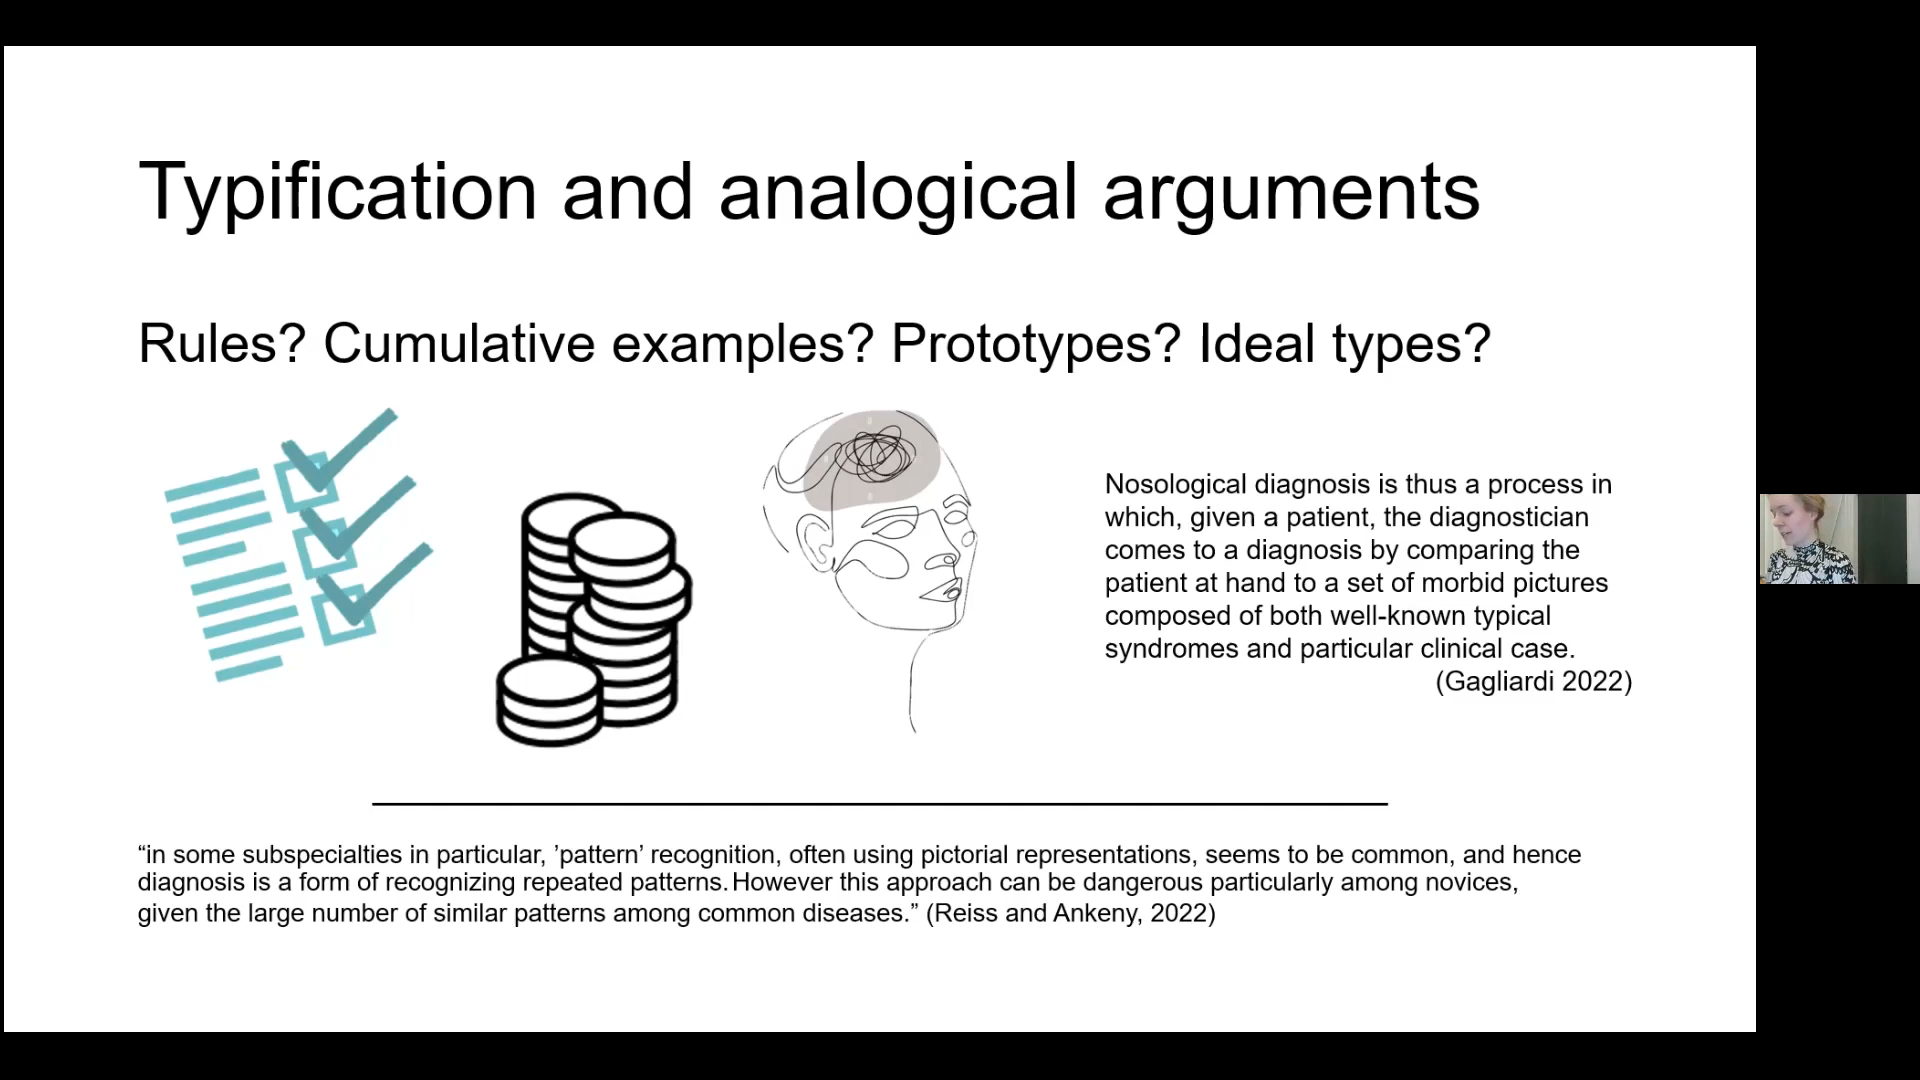 Typification and analogical arguments
Rules? Cumulative examples? Prototypes? Ideal types?
Nosological diagnosis is thus a process in
which, given a patient, the diagnostician
comes to a diagnosis by comparing the
patient at hand to a set of morbid pictures
composed of both well-known typical
syndromes and particular clinical case.
(Gagliardi 2022)
“in some subspecialties in particular, ’pattern’ recognition, often using pictorial representations, seems to be common, and hence
diagnosis is a form of recognizing repeated patterns. However this approach can be dangerous particularly among novices,
given the large number of similar patterns among common diseases.” (Reiss and Ankeny, 2022)